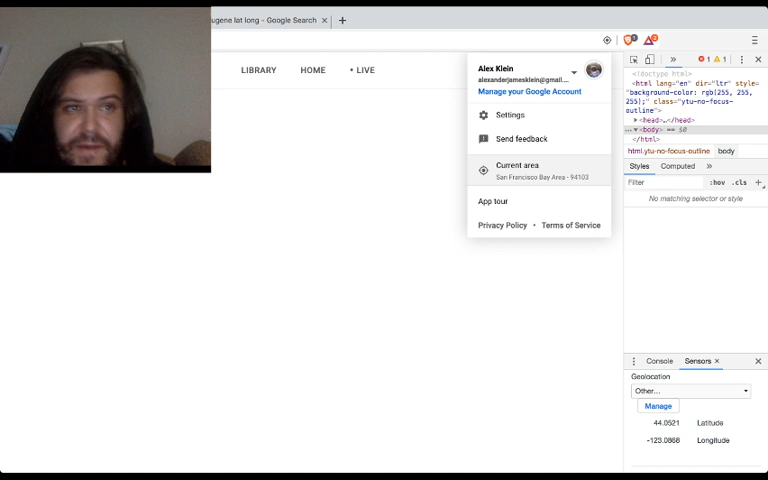 ugene lat long - Google Search
LIBRARY
HOME
• LIVE
Alex Klein
alexanderjamesklein@gmail....
Manage your Google Account
Settings
Send feedback
Current area
San Francisco Bay Area - 94103
App tour
Privacy Policy • Terms of Service
1
1
<!doctype html>
<html lang="en" dir="ltr" style=
"background-color: rgb(255, 255,
255);" class="ytu-no-focus-
outline">
<head>…</head>
<body> == $0
</html>
html.ytu-no-focus-outline
body
Styles
Computed
Filter
:hov .cls
No matching selector or style
Console
Sensors
Geolocation
Other...
Manage
44.0521
Latitude
-123.0868
Longitude